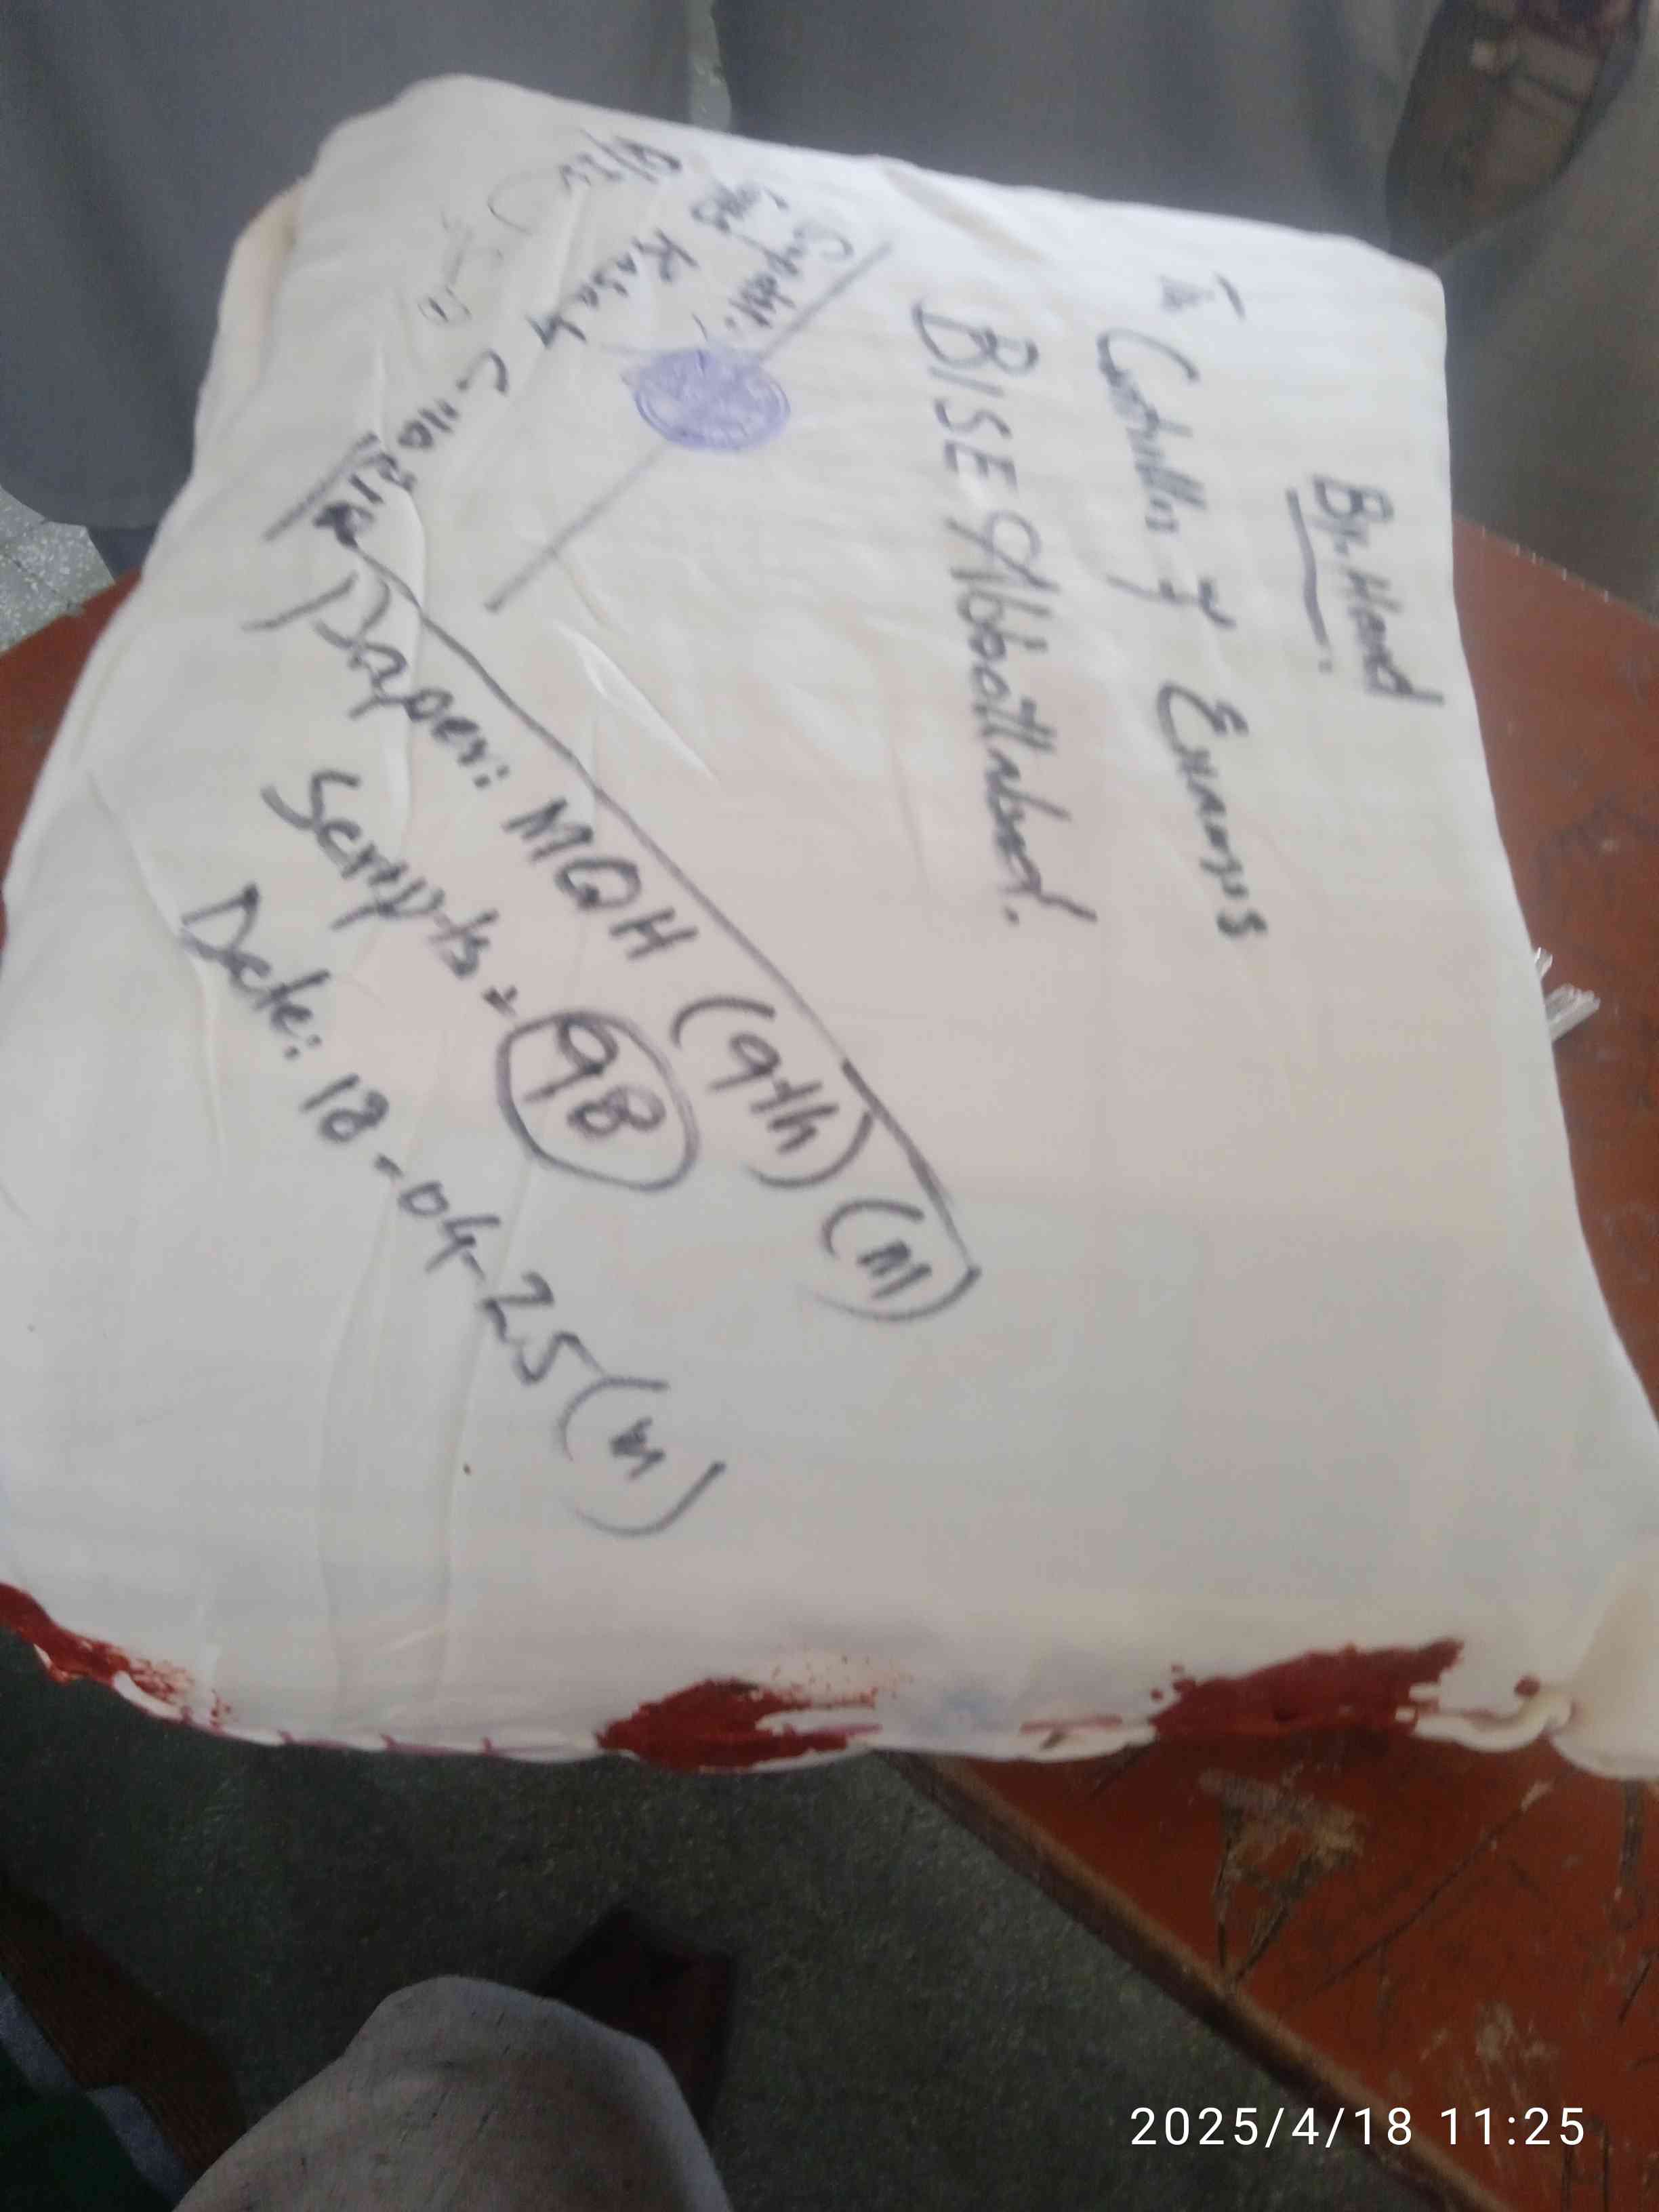 By. Hand
To
Controller of Exams
BISE Abbottabad.
Paper: MQH (9th) (M)
Scripts = 98
Date: 18-04-25 (M)
Supdt.
2025/4/18 11:25